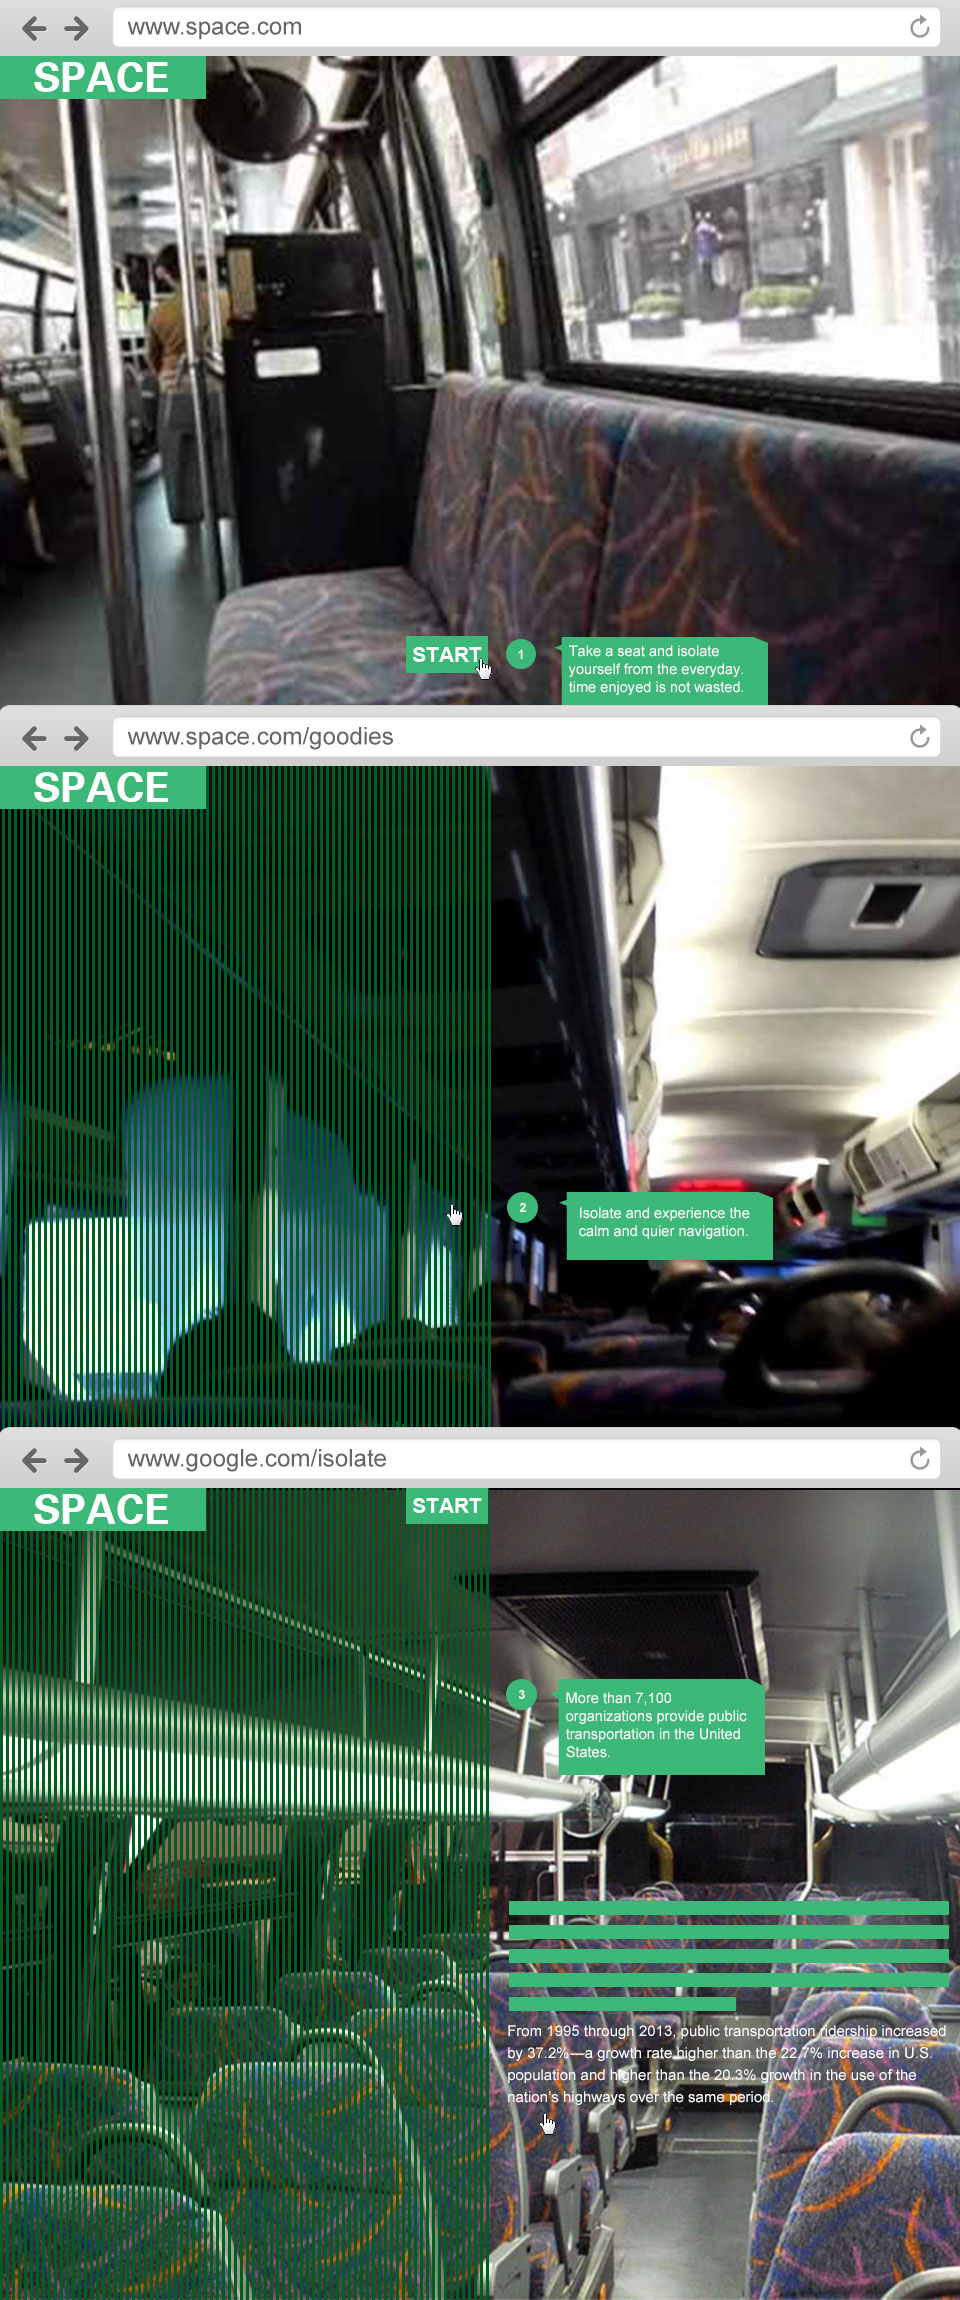 www.space.com
SPACE
START
1
Take a seat and isolate
yourself from the everyday.
time enjoyed is not wasted.
www.space.com/goodies
SPACE
2
Isolate and experience the
calm and quier navigation.
www.google.com/isolate
SPACE
START
3
More than 7,100
organizations provide public
transportation in the United
States.
From 1995 through 2013, public transportation ridership increased
by 37.2%—a growth rate higher than the 22.7% increase in U.S.
population and higher than the 20.3% growth in the use of the
nation's highways over the same period.